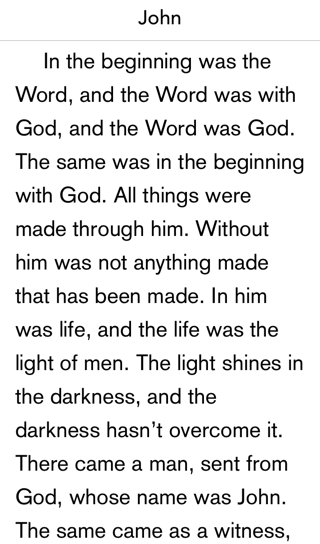 John
In the beginning was the
Word, and the Word was with
God, and the Word was God.
The same was in the beginning
with God. All things were
made through him. Without
him was not anything made
that has been made. In him
was life, and the life was the
light of men. The light shines in
the darkness, and the
darkness hasn’t overcome it.
There came a man, sent from
God, whose name was John.
The same came as a witness,